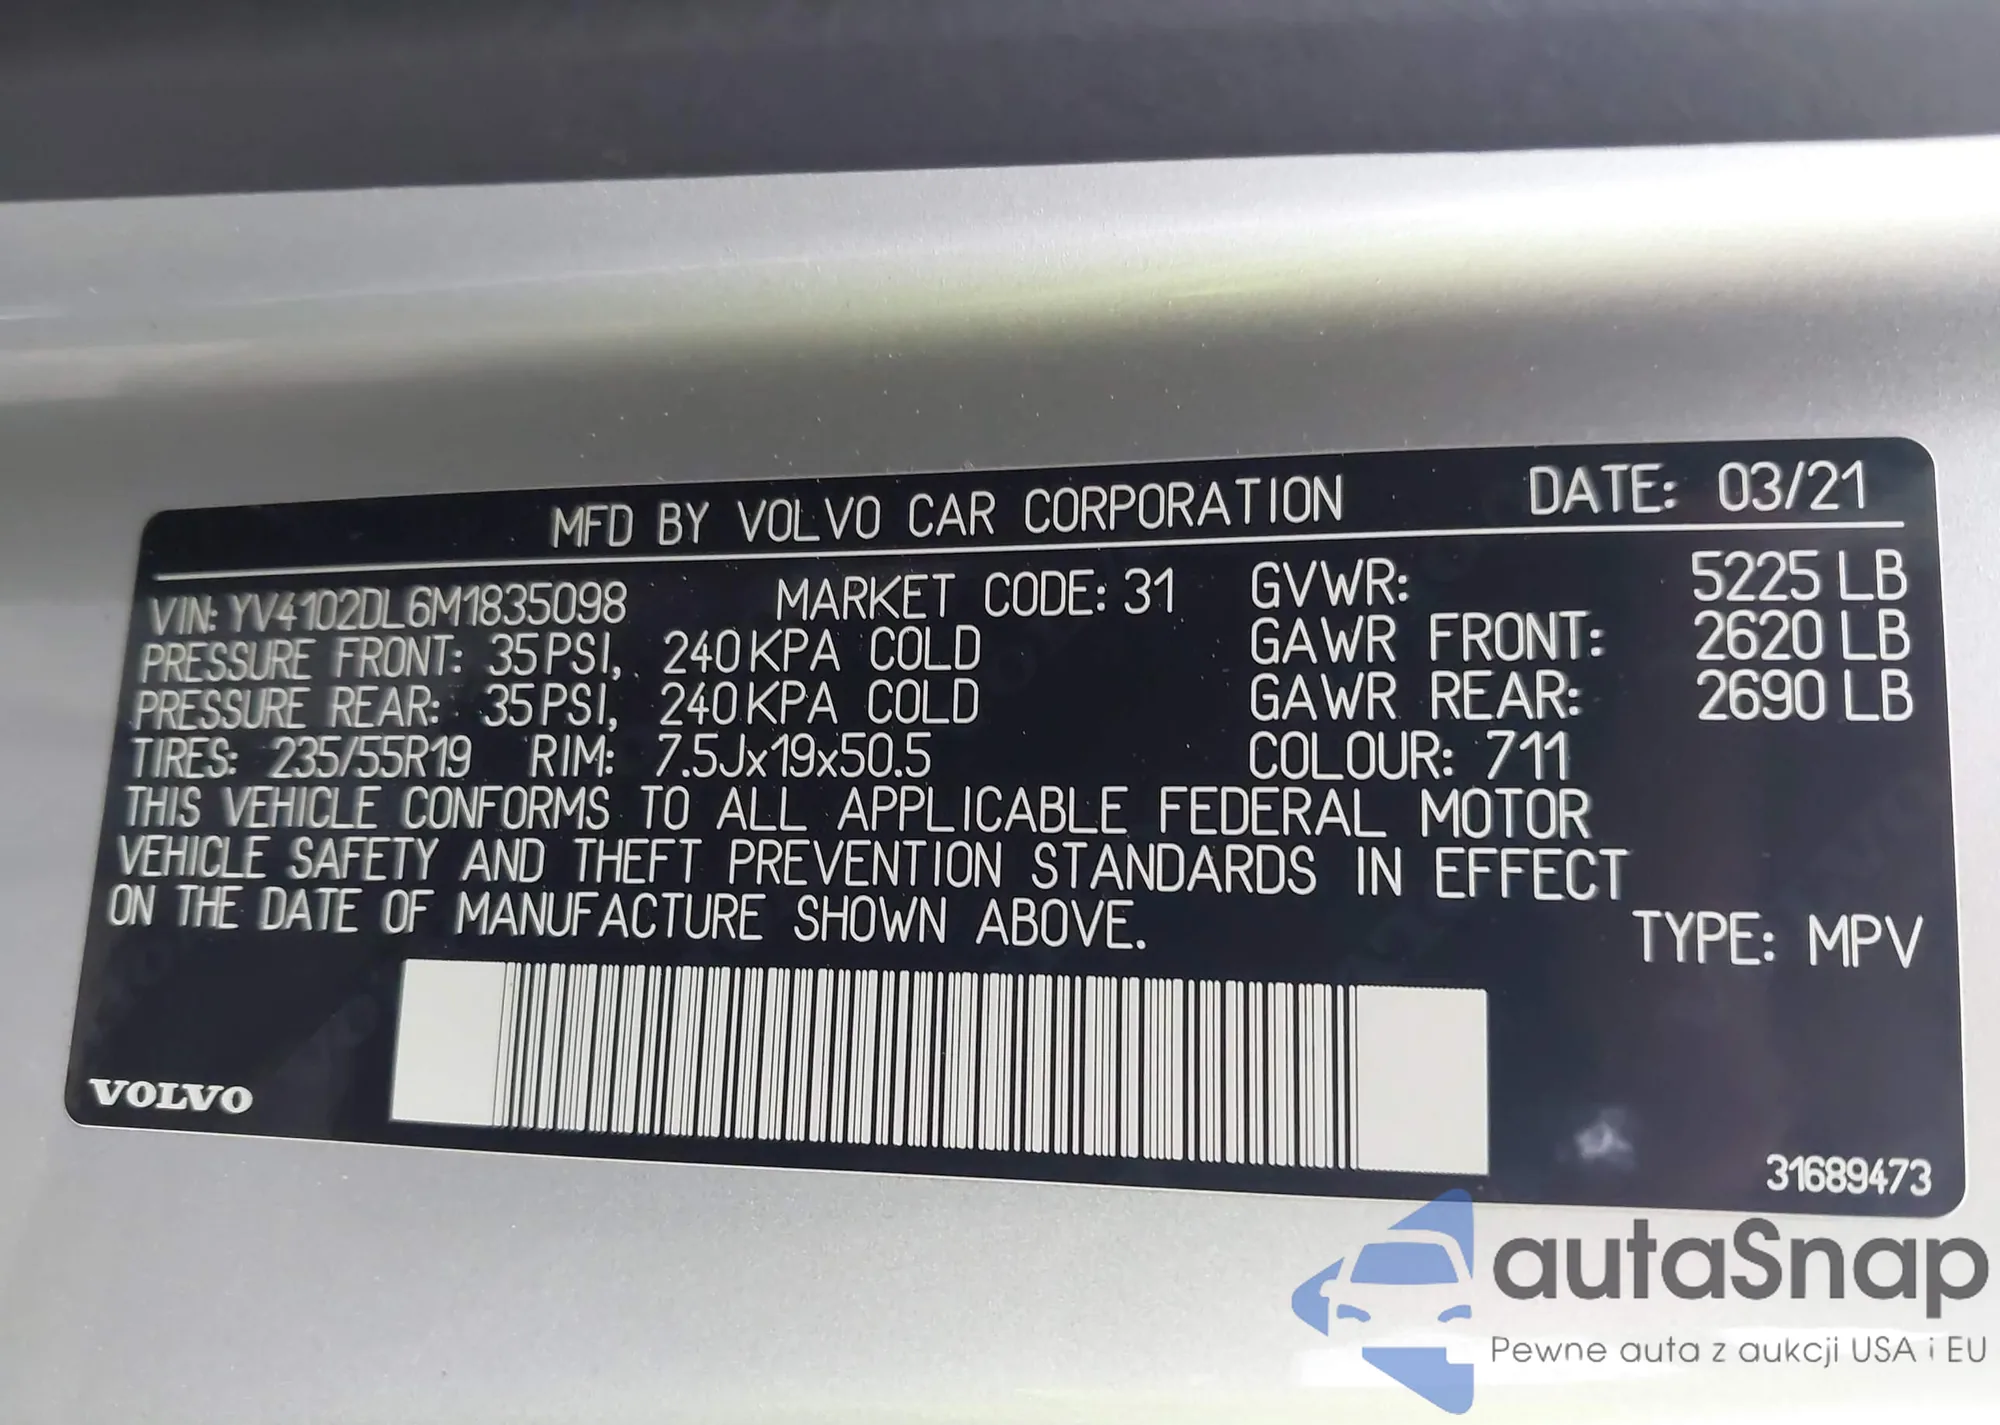 MFD BY VOLVO CAR CORPORATION DATE: 03/21
VIN: YV4102DL6M1835098 MARKET CODE: 31 GVWR: 5225 LB
PRESSURE FRONT: 35 PSI, 240 KPA COLD GAWR FRONT: 2620 LB
PRESSURE REAR: 35 PSI, 240 KPA COLD GAWR REAR: 2690 LB
TIRES: 235/55R19 RIM: 7.5Jx19x50.5 COLOUR: 711
THIS VEHICLE CONFORMS TO ALL APPLICABLE FEDERAL MOTOR
VEHICLE SAFETY AND THEFT PREVENTION STANDARDS IN EFFECT
ON THE DATE OF MANUFACTURE SHOWN ABOVE.
TYPE: MPV
VOLVO
31689473
autaSnap
Pewne auta z aukcji USA i EU